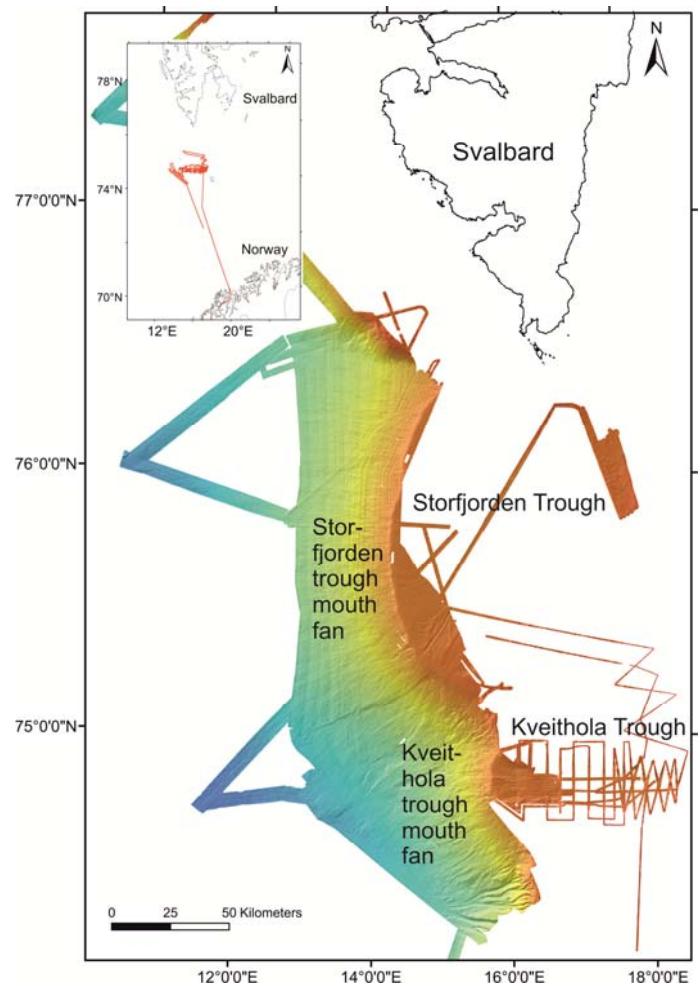 N
78°N
Svalbard
74°N
Norway
70°N
12°E
20°E
N
Svalbard
77°0'0"N
76°0'0"N
75°0'0"N
Storfjorden Trough
Stor-
fjorden
trough
mouth
fan
Kveithola Trough
Kveit-
hola
trough
mouth
fan
0 25 50 Kilometers
12°0'0"E 14°0'0"E 16°0'0"E 18°0'0"E